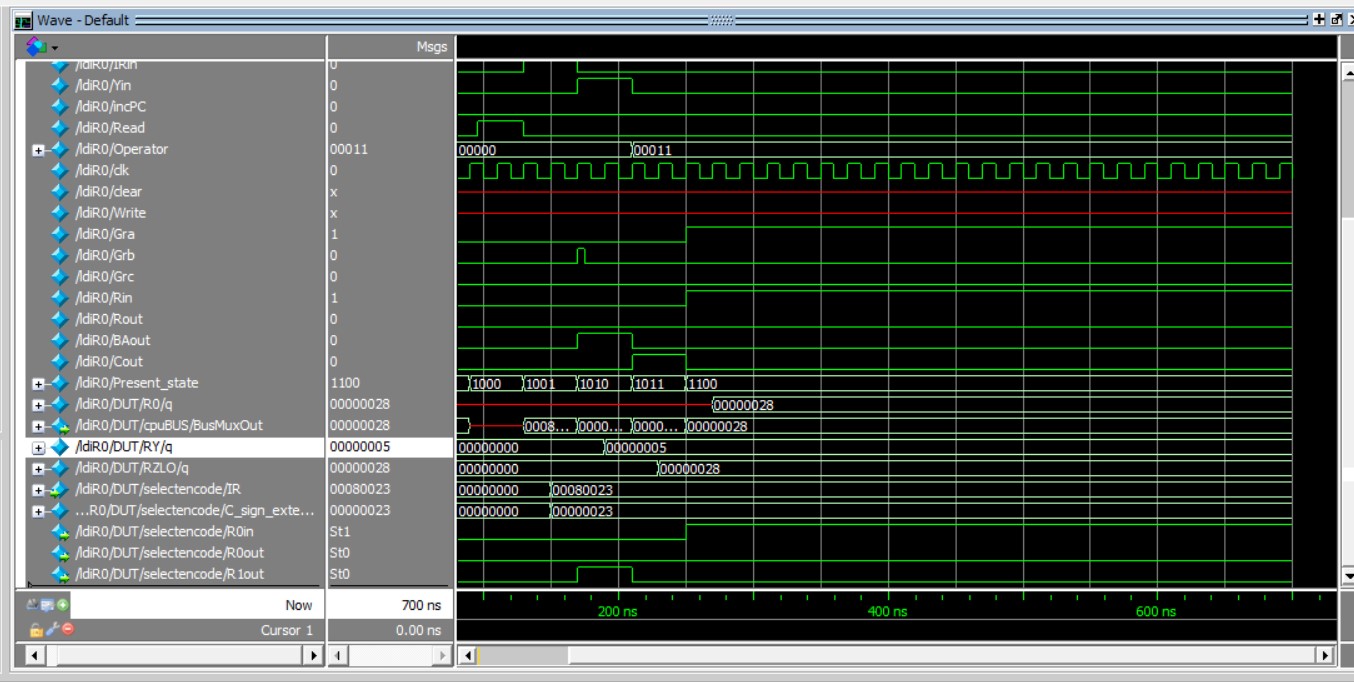 Wave - Default
Msgs
/ldiR0/IRin 0
/ldiR0/Yin 0
/ldiR0/incPC 0
/ldiR0/Read 0
/ldiR0/Operator 00011 00000 00011
/ldiR0/clk 0
/ldiR0/clear x
/ldiR0/Write x
/ldiR0/Gra 1
/ldiR0/Grb 0
/ldiR0/Grc 0
/ldiR0/Rin 1
/ldiR0/Rout 0
/ldiR0/BAout 0
/ldiR0/Cout 0
/ldiR0/Present_state 1100 1000 1001 1010 1011 1100
/ldiR0/DUT/R0/q 00000028 00000028
/ldiR0/DUT/cpuBUS/BusMuxOut 00000028 0008... 0000... 0000... 00000028
/ldiR0/DUT/RY/q 00000005 00000000 00000005
/ldiR0/DUT/RZLO/q 00000028 00000000 00000028
/ldiR0/DUT/selectencode/IR 00080023 00000000 00080023
...R0/DUT/selectencode/C_sign_exte... 00000023 00000000 00000023
/ldiR0/DUT/selectencode/R0in St1
/ldiR0/DUT/selectencode/R0out St0
/ldiR0/DUT/selectencode/R1out St0
Now 700 ns 200 ns 400 ns 600 ns
Cursor 1 0.00 ns